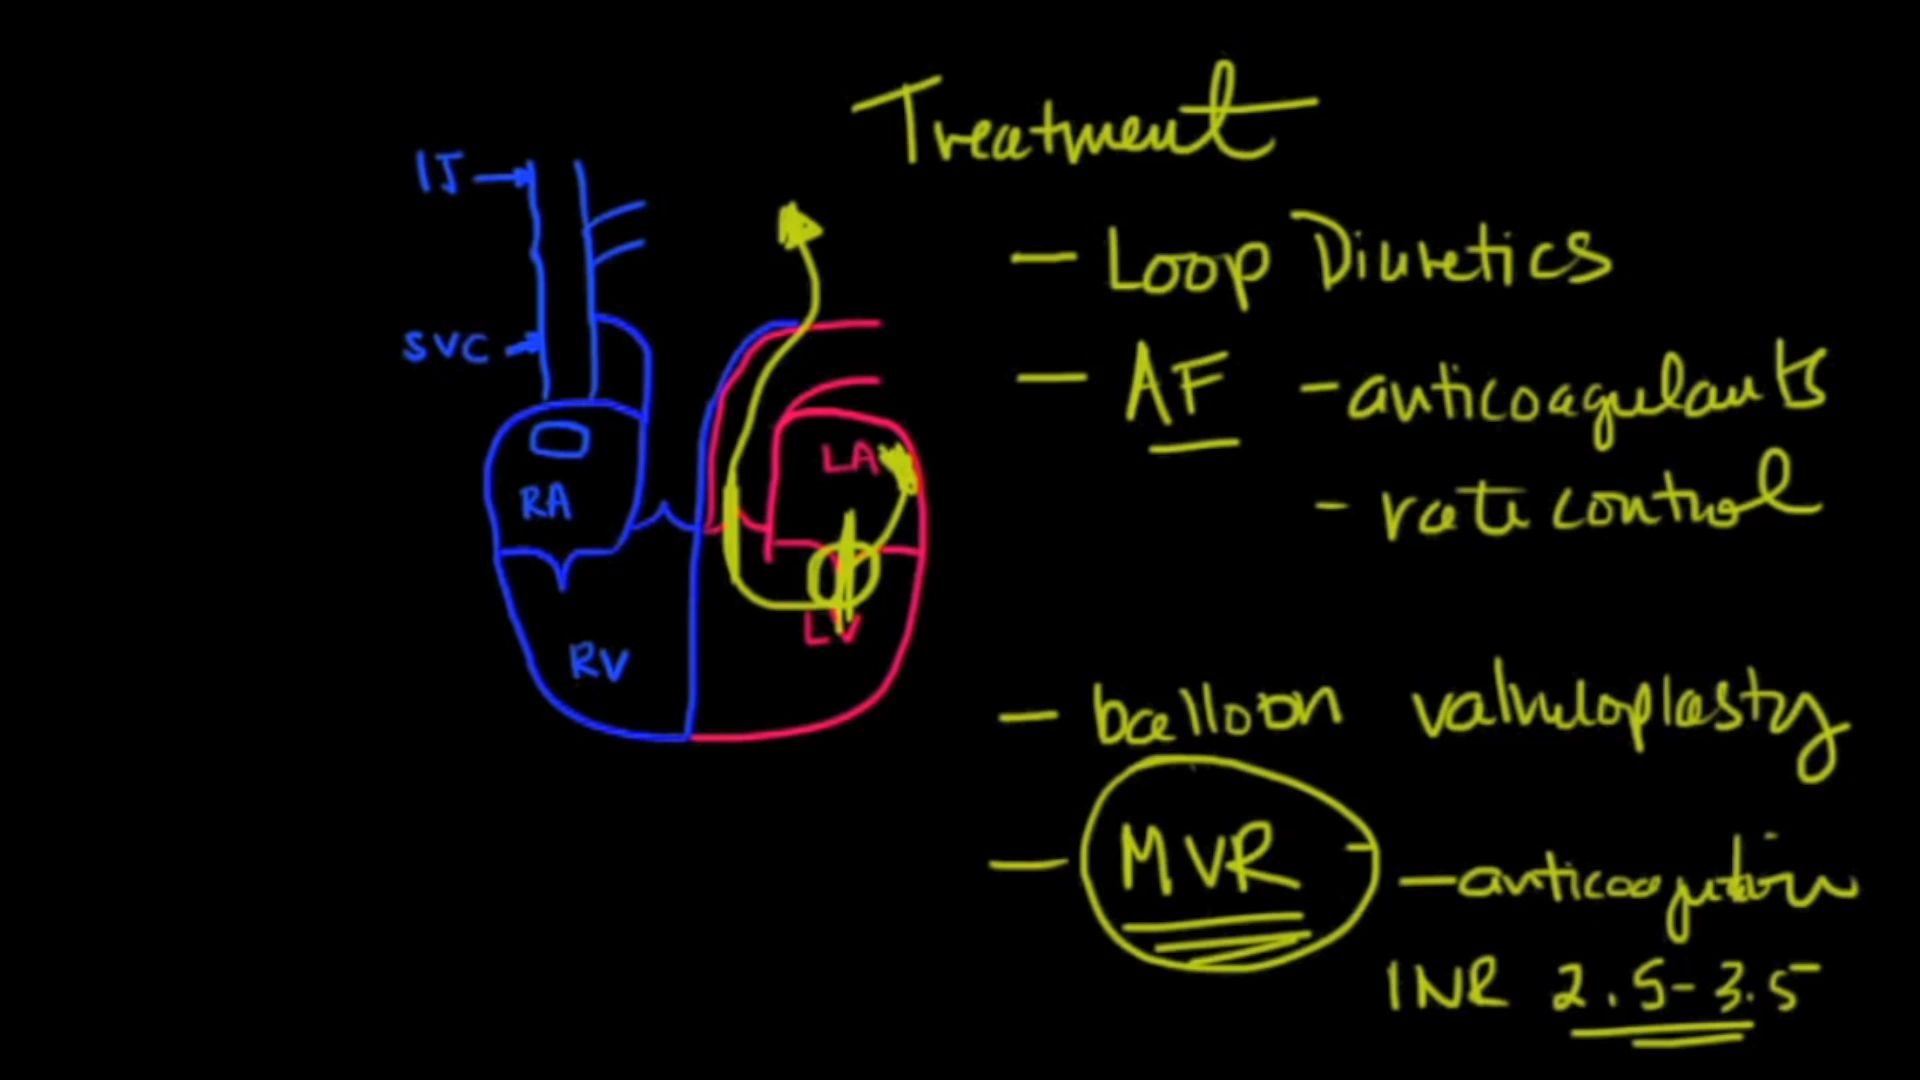 Treatment
IJ
- Loop Diuretics
SVC
- AF - anticoagulants
LA
RA
- rate control
LV
RV
- balloon valvuloplasty
- MVR - anticoagution
INR 2.5-3.5